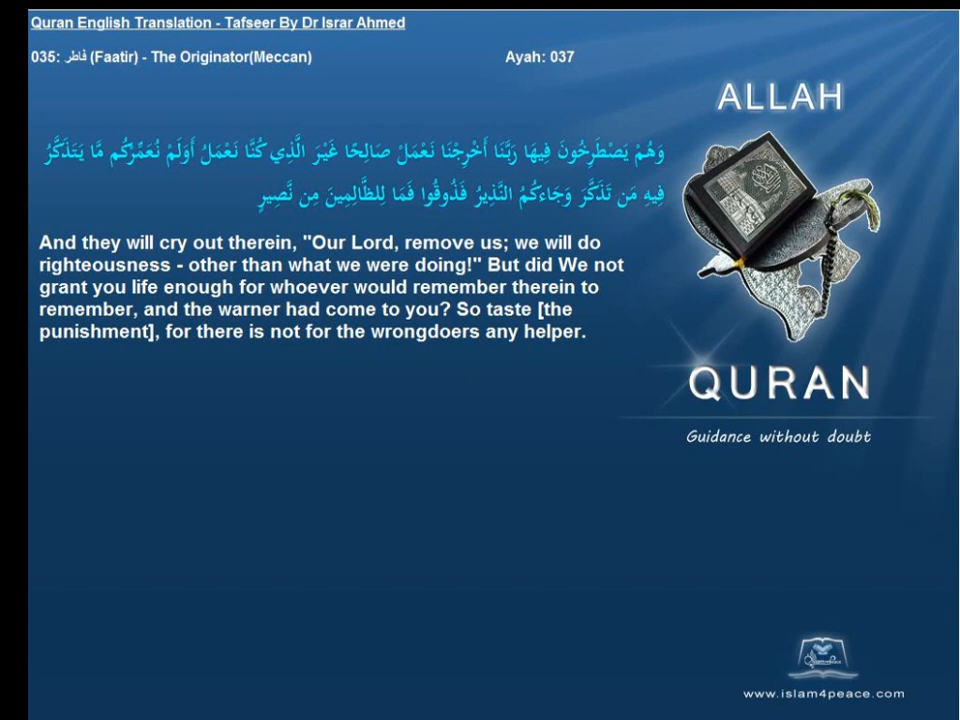 Quran English Translation - Tafseer By Dr Israr Ahmed
035: فاطر (Faatir) - The Originator(Meccan) Ayah: 037
ALLAH
وَهُمْ يَصْطَرِخُونَ فِيهَا رَبَّنَا أَخْرِجْنَا نَعْمَلْ صَالِحًا غَيْرَ الَّذِي كُنَّا نَعْمَلُ أَوَلَمْ نُعَمِّرْكُم مَّا يَتَذَكَّرُ
فِيهِ مَن تَذَكَّرَ وَجَاءَكُمُ النَّذِيرُ فَذُوقُوا فَمَا لِلظَّالِمِينَ مِن نَّصِيرٍ
And they will cry out therein, "Our Lord, remove us; we will do
righteousness - other than what we were doing!" But did We not
grant you life enough for whoever would remember therein to
remember, and the warner had come to you? So taste [the
punishment], for there is not for the wrongdoers any helper.
QURAN
Guidance without doubt
www.islam4peace.com